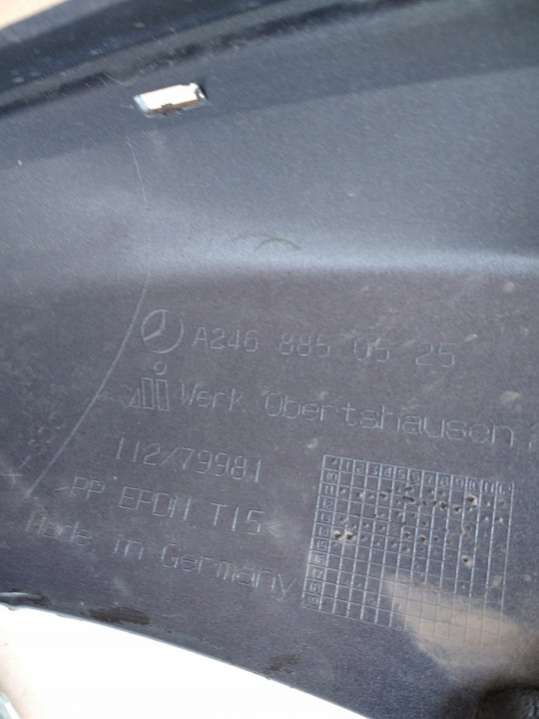 A246 885 05 25
Werk Obertshausen
112/79981
>PP EPDM T15
Made in Germany